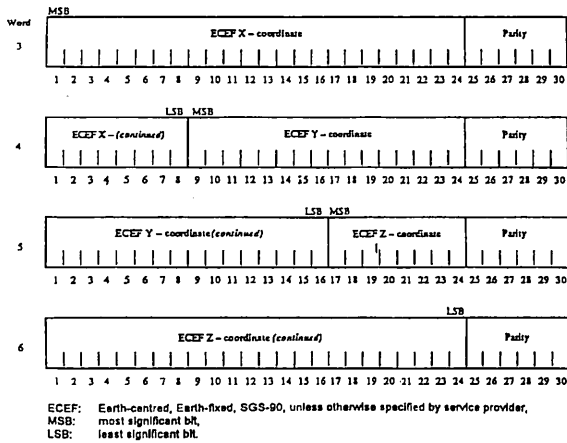 MSB
Word
ECEF X – coordinate Parity
3
1 2 3 4 5 6 7 8 9 10 11 12 13 14 15 16 17 18 19 20 21 22 23 24 25 26 27 28 29 30
LSB MSB
ECEF X – (continued) ECEF Y – coordinate Parity
4
1 2 3 4 5 6 7 8 9 10 11 12 13 14 15 16 17 18 19 20 21 22 23 24 25 26 27 28 29 30
LSB MSB
ECEF Y – coordinate (continued) ECEF Z – coordinate Parity
5
1 2 3 4 5 6 7 8 9 10 11 12 13 14 15 16 17 18 19 20 21 22 23 24 25 26 27 28 29 30
LSB
ECEF Z – coordinate (continued) Parity
6
1 2 3 4 5 6 7 8 9 10 11 12 13 14 15 16 17 18 19 20 21 22 23 24 25 26 27 28 29 30
ECEF: Earth-centred, Earth-fixed, SGS-90, unless otherwise specified by service provider,
MSB: most significant bit,
LSB: least significant bit.